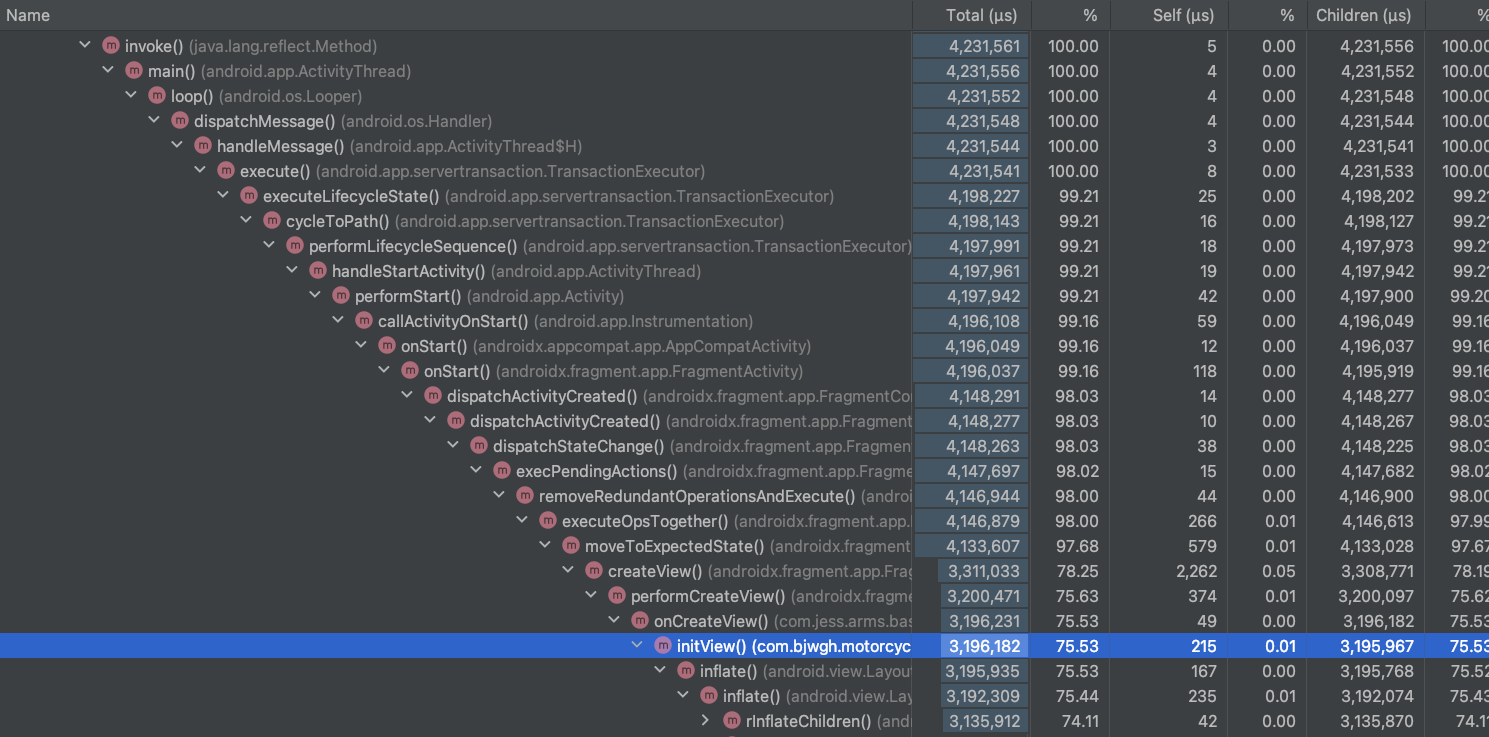 Name Total (μs) % Self (μs) % Children (μs) %
m invoke() (java.lang.reflect.Method) 4,231,561 100.00 5 0.00 4,231,556 100.00
m main() (android.app.ActivityThread) 4,231,556 100.00 4 0.00 4,231,552 100.00
m loop() (android.os.Looper) 4,231,552 100.00 4 0.00 4,231,548 100.00
m dispatchMessage() (android.os.Handler) 4,231,548 100.00 4 0.00 4,231,544 100.00
m handleMessage() (android.app.ActivityThread$H) 4,231,544 100.00 3 0.00 4,231,541 100.00
m execute() (android.app.servertransaction.TransactionExecutor) 4,231,541 100.00 8 0.00 4,231,533 100.00
m executeLifecycleState() (android.app.servertransaction.TransactionExecutor) 4,198,227 99.21 25 0.00 4,198,202 99.21
m cycleToPath() (android.app.servertransaction.TransactionExecutor) 4,198,143 99.21 16 0.00 4,198,127 99.21
m performLifecycleSequence() (android.app.servertransaction.TransactionExecutor) 4,197,991 99.21 18 0.00 4,197,973 99.21
m handleStartActivity() (android.app.ActivityThread) 4,197,961 99.21 19 0.00 4,197,942 99.21
m performStart() (android.app.Activity) 4,197,942 99.21 42 0.00 4,197,900 99.20
m callActivityOnStart() (android.app.Instrumentation) 4,196,108 99.16 59 0.00 4,196,049 99.16
m onStart() (androidx.appcompat.app.AppCompatActivity) 4,196,049 99.16 12 0.00 4,196,037 99.16
m onStart() (androidx.fragment.app.FragmentActivity) 4,196,037 99.16 118 0.00 4,195,919 99.16
m dispatchActivityCreated() (androidx.fragment.app.FragmentCo 4,148,291 98.03 14 0.00 4,148,277 98.03
m dispatchActivityCreated() (androidx.fragment.app.Fragment 4,148,277 98.03 10 0.00 4,148,267 98.03
m dispatchStateChange() (androidx.fragment.app.Fragmen 4,148,263 98.03 38 0.00 4,148,225 98.03
m execPendingActions() (androidx.fragment.app.Fragme 4,147,697 98.02 15 0.00 4,147,682 98.02
m removeRedundantOperationsAndExecute() (androi 4,146,944 98.00 44 0.00 4,146,900 98.00
m executeOpsTogether() (androidx.fragment.app. 4,146,879 98.00 266 0.01 4,146,613 97.99
m moveToExpectedState() (androidx.fragment 4,133,607 97.68 579 0.01 4,133,028 97.67
m createView() (androidx.fragment.app.Frag 3,311,033 78.25 2,262 0.05 3,308,771 78.19
m performCreateView() (androidx.fragme 3,200,471 75.63 374 0.01 3,200,097 75.62
m onCreateView() (com.jess.arms.bas 3,196,231 75.53 49 0.00 3,196,182 75.53
m initView() (com.bjwgh.motorcyc 3,196,182 75.53 215 0.01 3,195,967 75.53
m inflate() (android.view.Layou 3,195,935 75.53 167 0.00 3,195,768 75.52
m inflate() (android.view.Lay 3,192,309 75.44 235 0.01 3,192,074 75.43
m rInflateChildren() (and 3,135,912 74.11 42 0.00 3,135,870 74.11